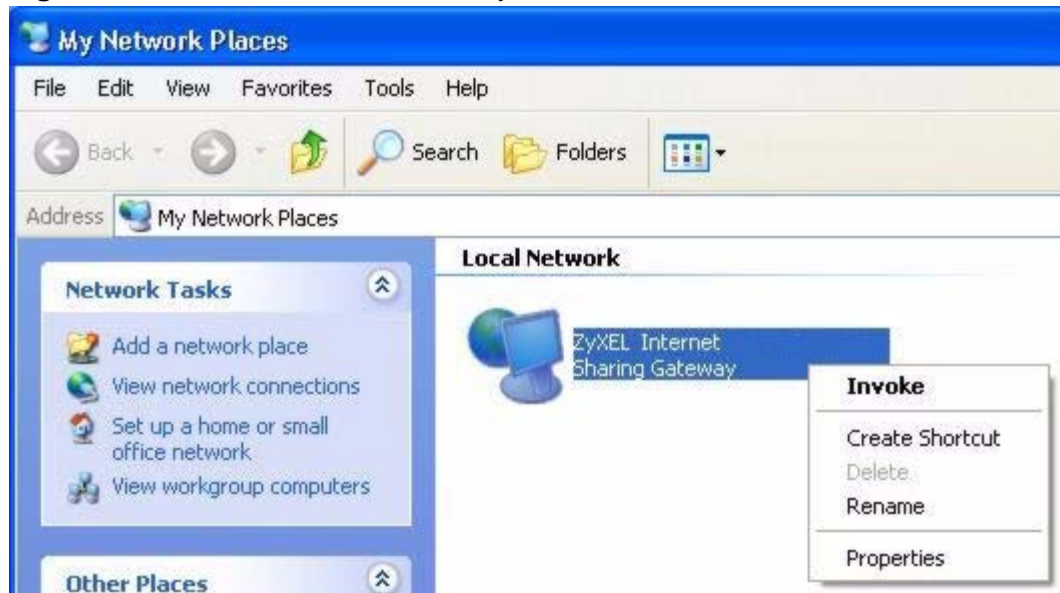 My Network Places
File Edit View Favorites Tools Help
Back Search Folders
Address My Network Places
Network Tasks
Add a network place
View network connections
Set up a home or small
office network
View workgroup computers
Other Places
Local Network
ZyXEL Internet
Sharing Gateway
Invoke
Create Shortcut
Delete
Rename
Properties